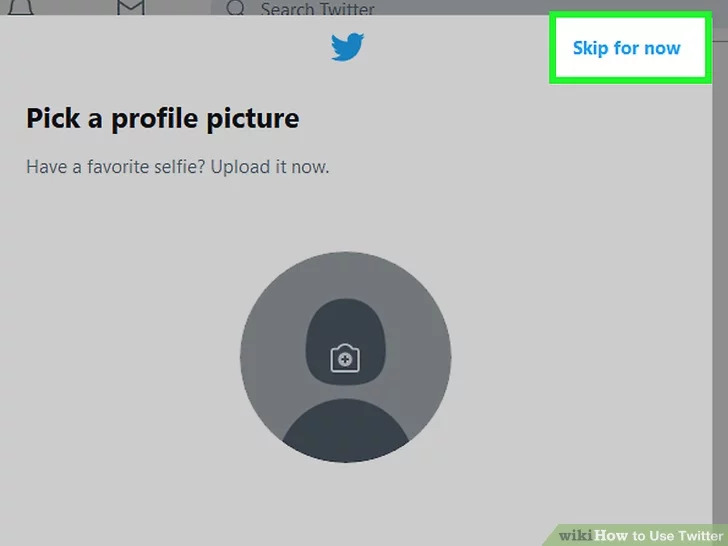 Search Twitter
Skip for now
Pick a profile picture
Have a favorite selfie? Upload it now.
wikiHow to Use Twitter